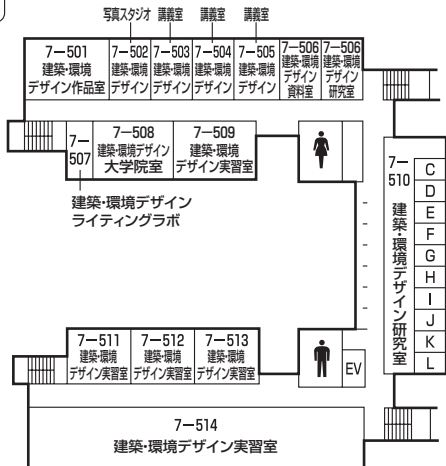 写真スタジオ 講義室 講義室 講義室
7-501
建築・環境
デザイン作品室
7-502
建築・環境
デザイン
7-503
建築・環境
デザイン
7-504
建築・環境
デザイン
7-505
建築・環境
デザイン
7-506
建築・環境
デザイン
資料室
7-506
建築・環境
デザイン
研究室
7-
507
建築・環境デザイン
ライティングラボ
7-508
建築・環境デザイン
大学院室
7-509
建築・環境
デザイン実習室
7-
510
建築・環境デザイン研究室
C
D
E
F
G
H
I
J
K
L
7-511
建築・環境
デザイン実習室
7-512
建築・環境
デザイン実習室
7-513
建築・環境
デザイン実習室
EV
7-514
建築・環境デザイン実習室